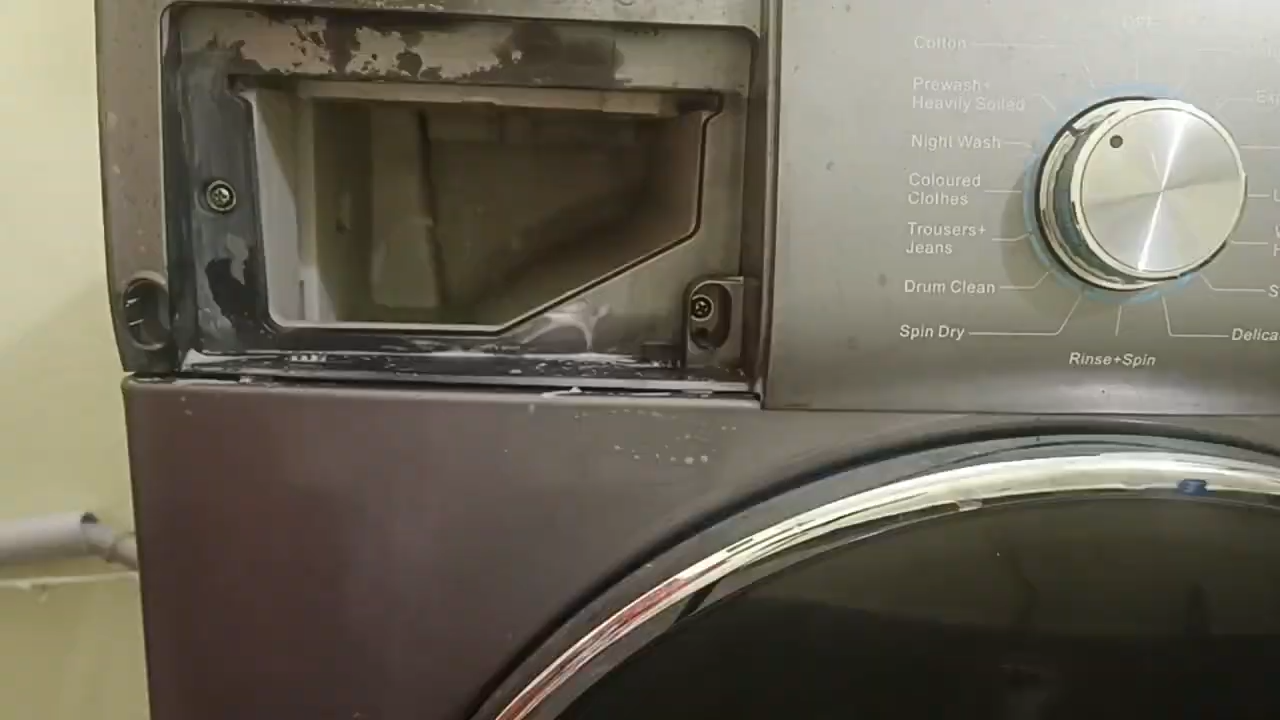 Cotton
Prewash+
Heavily Soiled
Night Wash
Coloured
Clothes
Trousers+
Jeans
Drum Clean
Spin Dry
Rinse+Spin